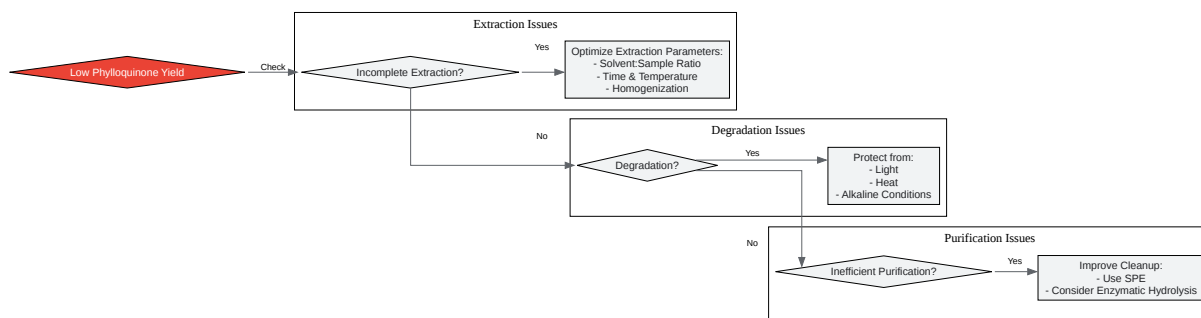 Extraction Issues
Low Phylloquinone Yield
Check
Incomplete Extraction?
Yes
Optimize Extraction Parameters:
- Solvent:Sample Ratio
- Time & Temperature
- Homogenization
No
Degradation Issues
Degradation?
Yes
Protect from:
- Light
- Heat
- Alkaline Conditions
No
Purification Issues
Inefficient Purification?
Yes
Improve Cleanup:
- Use SPE
- Consider Enzymatic Hydrolysis